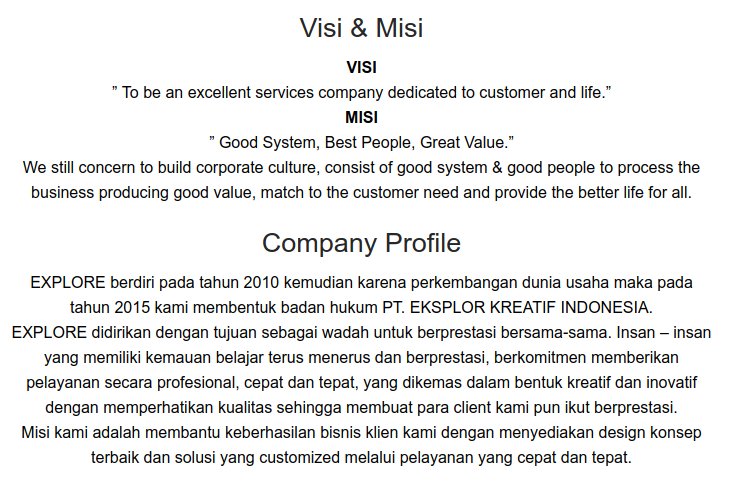 Visi & Misi
VISI
” To be an excellent services company dedicated to customer and life.”
MISI
” Good System, Best People, Great Value.”
We still concern to build corporate culture, consist of good system & good people to process the
business producing good value, match to the customer need and provide the better life for all.
Company Profile
EXPLORE berdiri pada tahun 2010 kemudian karena perkembangan dunia usaha maka pada
tahun 2015 kami membentuk badan hukum PT. EKSPLOR KREATIF INDONESIA.
EXPLORE didirikan dengan tujuan sebagai wadah untuk berprestasi bersama-sama. Insan – insan
yang memiliki kemauan belajar terus menerus dan berprestasi, berkomitmen memberikan
pelayanan secara profesional, cepat dan tepat, yang dikemas dalam bentuk kreatif dan inovatif
dengan memperhatikan kualitas sehingga membuat para client kami pun ikut berprestasi.
Misi kami adalah membantu keberhasilan bisnis klien kami dengan menyediakan design konsep
terbaik dan solusi yang customized melalui pelayanan yang cepat dan tepat.